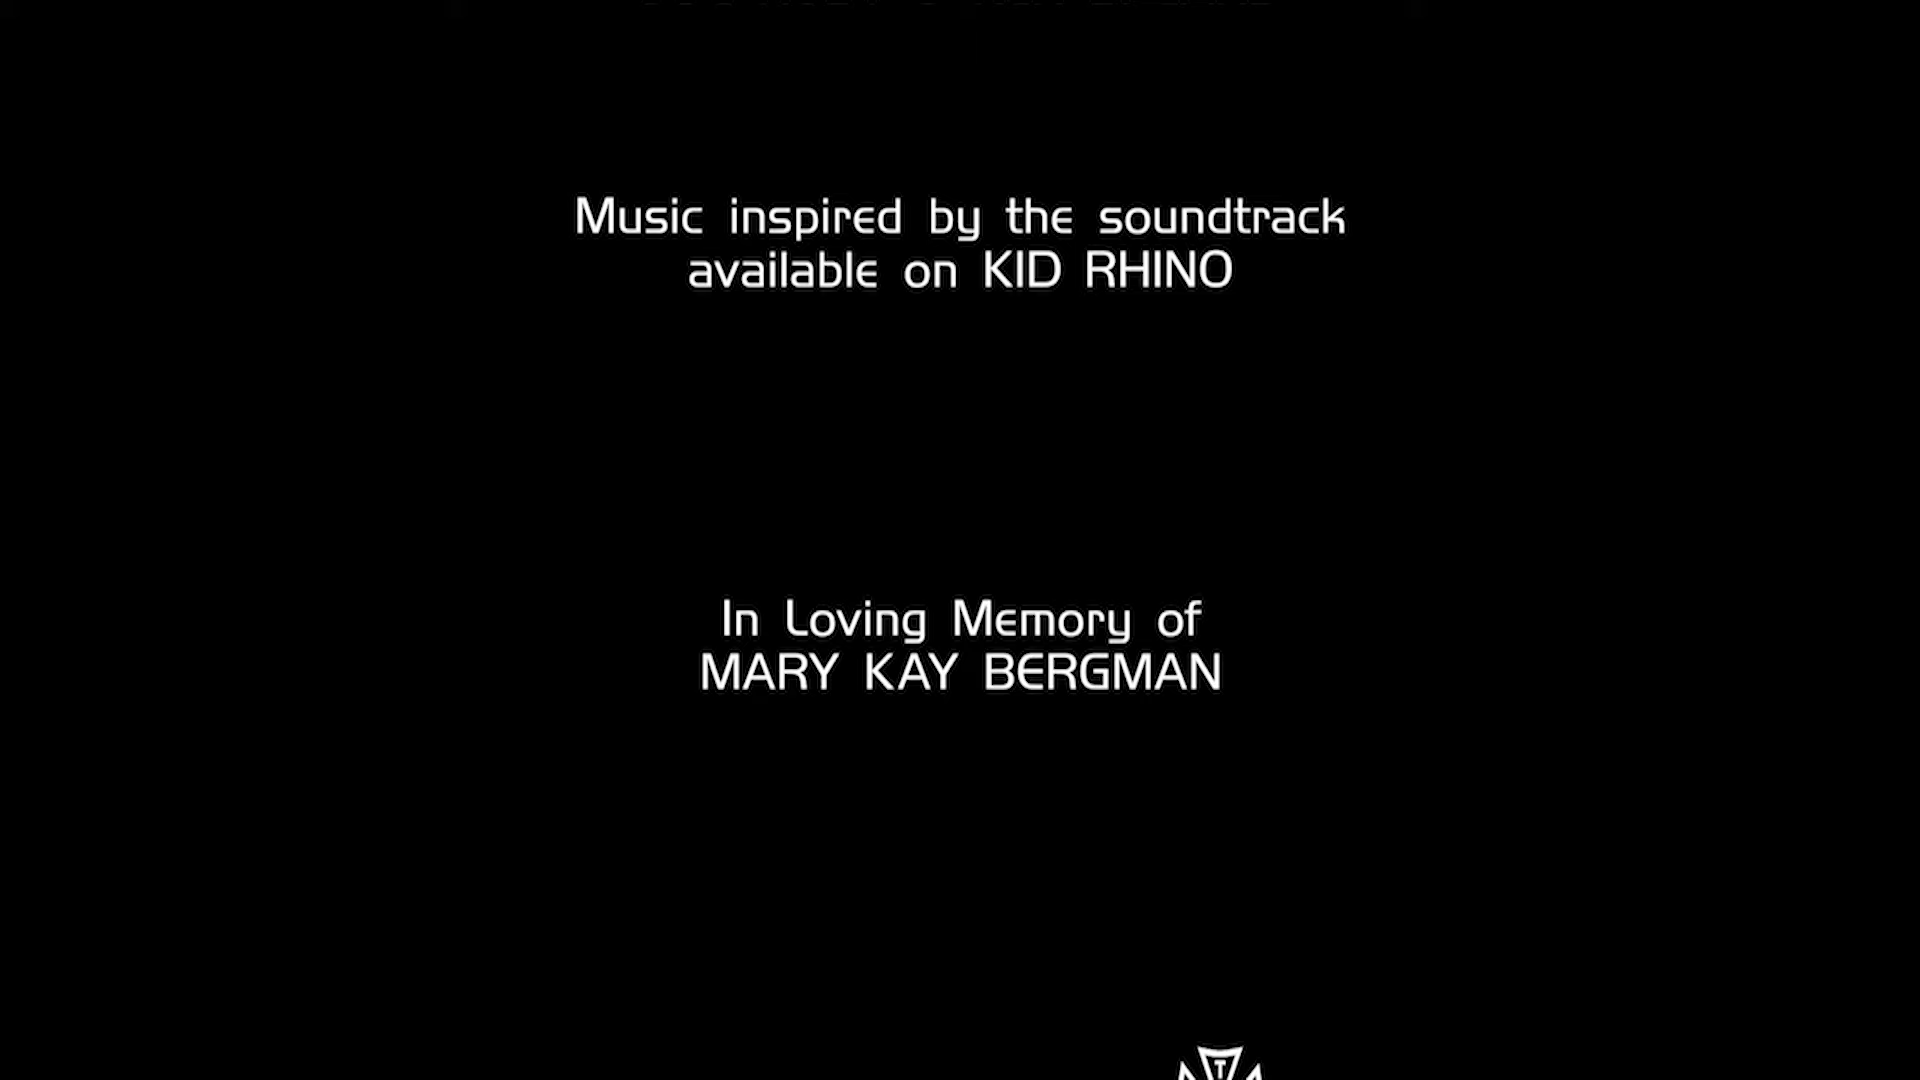 Music inspired by the soundtrack
available on KID RHINO
In Loving Memory of
MARY KAY BERGMAN
T